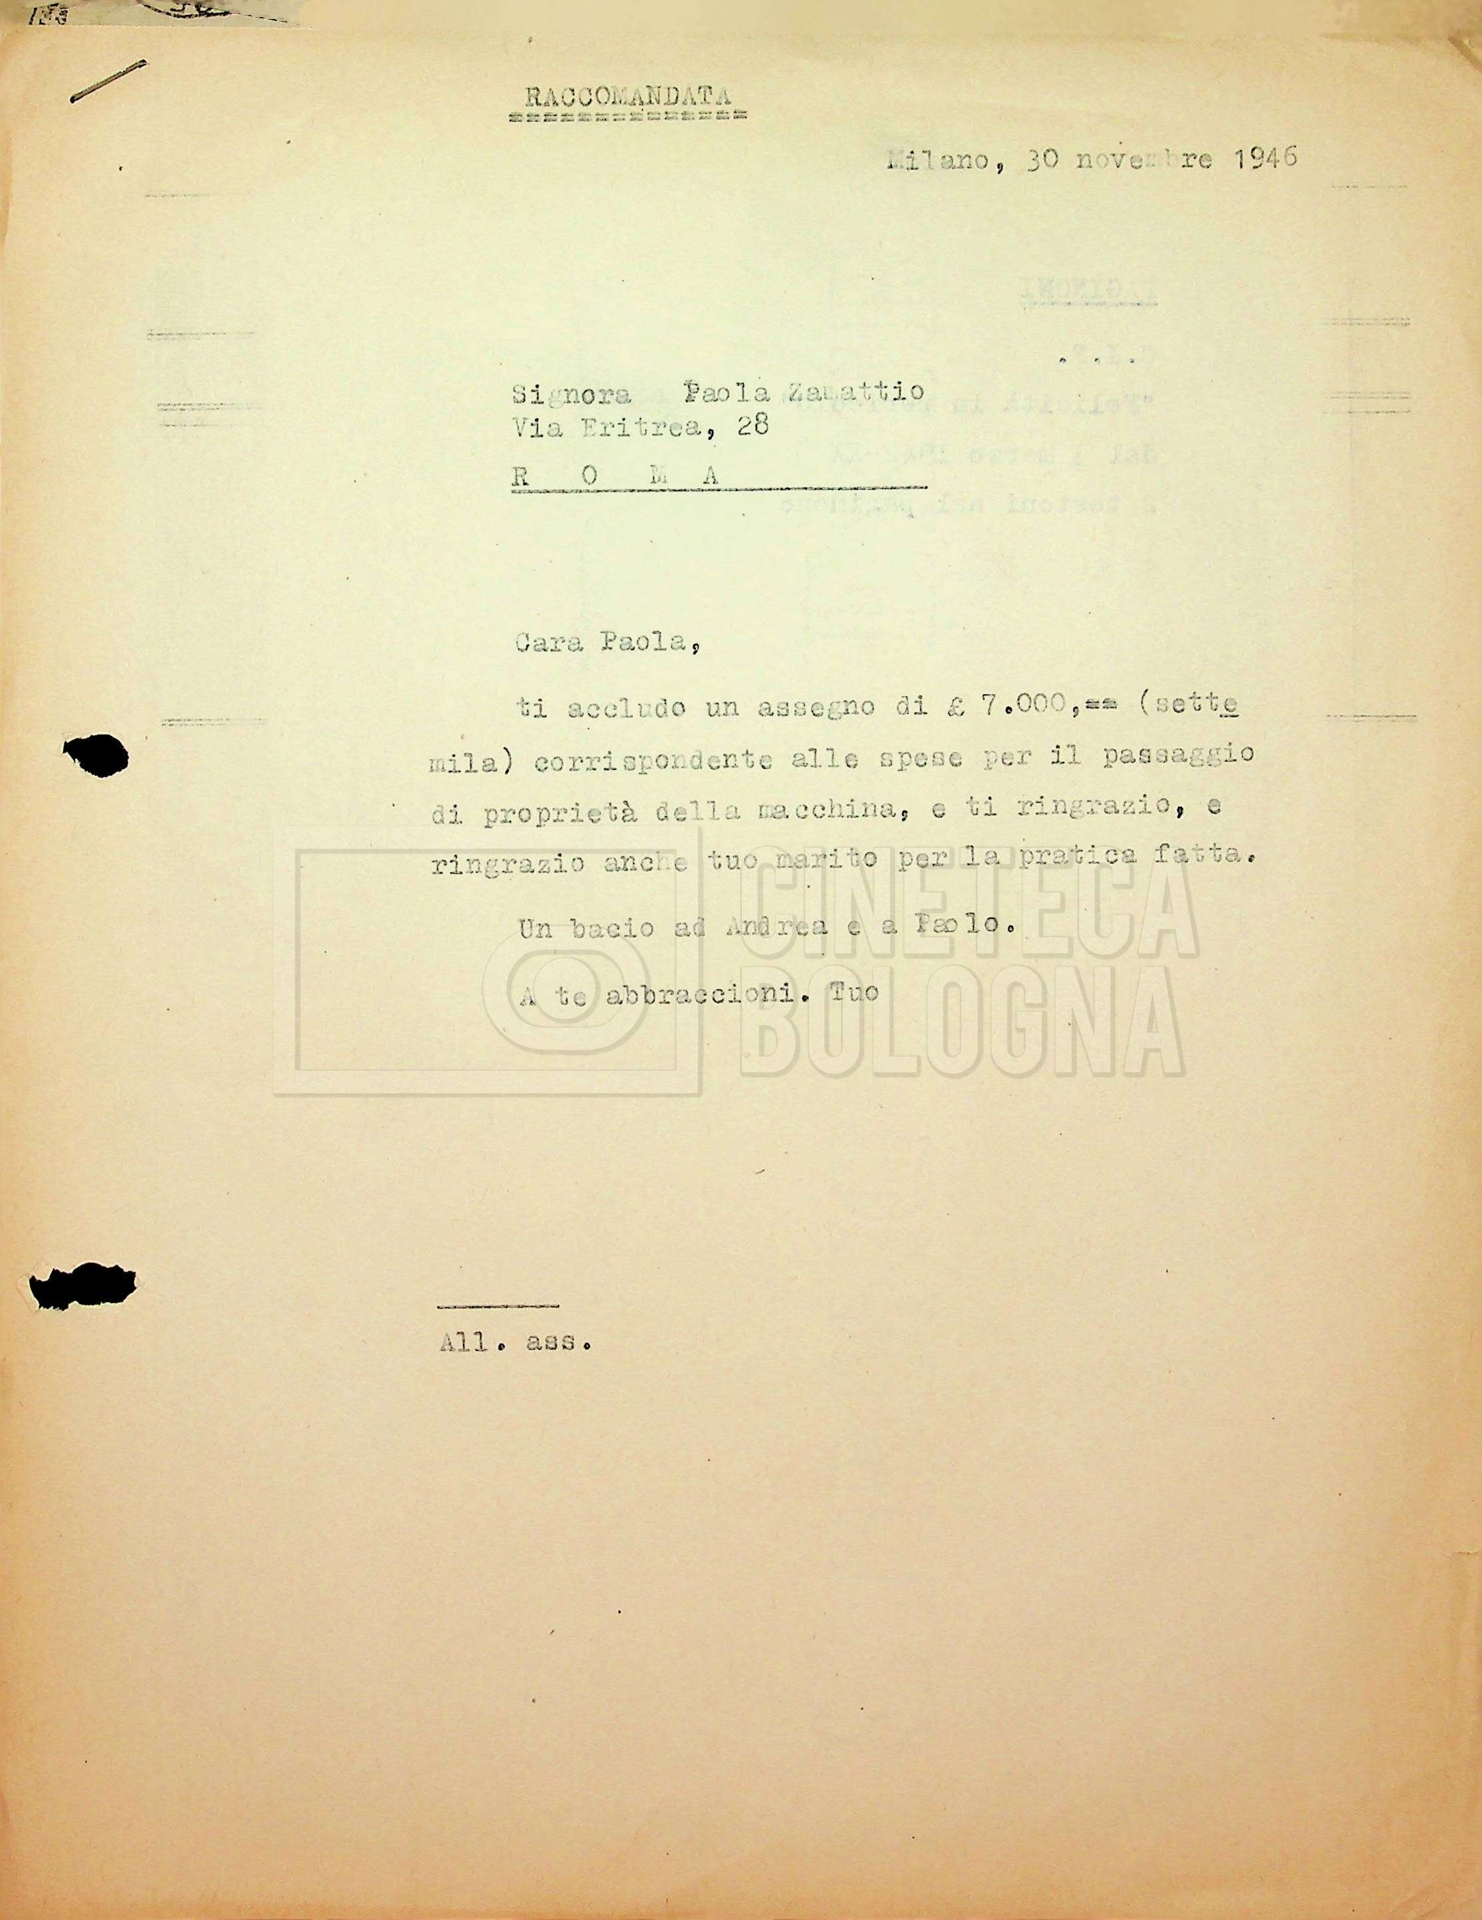 RACCOMANDATA
Milano, 30 novembre 1946
Signora Paola Zamattio
Via Eritrea, 28
R O M A
Cara Paola,
ti accludo un assegno di £ 7.000,== (sette
mila) corrispondente alle spese per il passaggio
di proprietà della macchina, e ti ringrazio, e
ringrazio anche tuo marito per la pratica fatta.
Un bacio ad Andrea e a Paolo.
A te abbraccioni. Tuo
CINETECA
BOLOGNA
All. ass.